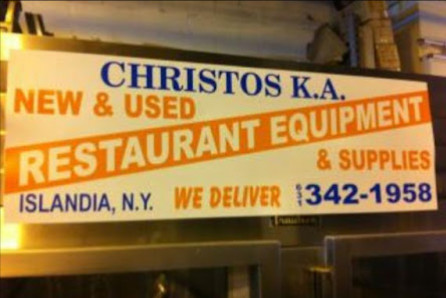 CHRISTOS K.A.
NEW & USED
RESTAURANT EQUIPMENT
& SUPPLIES
ISLANDIA, N.Y. WE DELIVER 342-1958